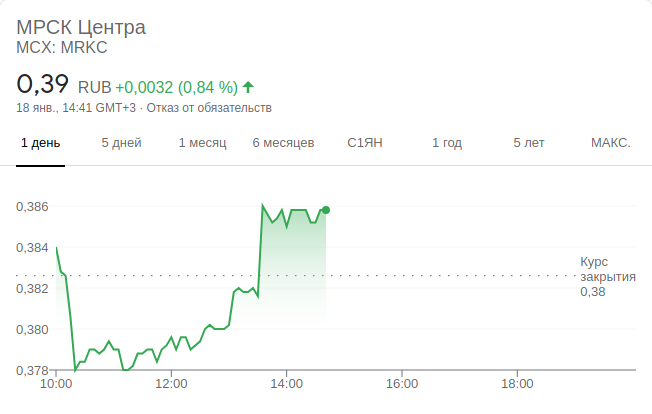 МРСК Центра
MCX: MRKC
0,39 RUB +0,0032 (0,84 %)
18 янв., 14:41 GMT+3 · Отказ от обязательств
1 день 5 дней 1 месяц 6 месяцев С1ЯН 1 год 5 лет МАКС.
0,386
0,384
0,382
0,380
0,378
Курс
закрытия
0,38
10:00 12:00 14:00 16:00 18:00